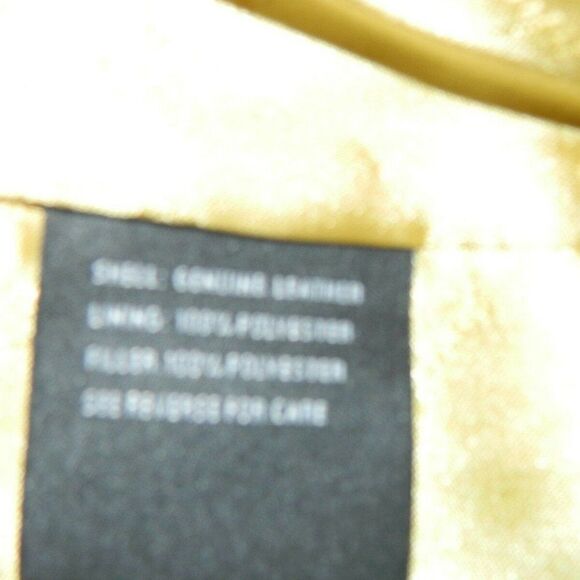 SHELL: GENUINE LEATHER
LINING: 100% POLYESTER
FILLER: 100% POLYESTER
SEE REVERSE FOR CARE